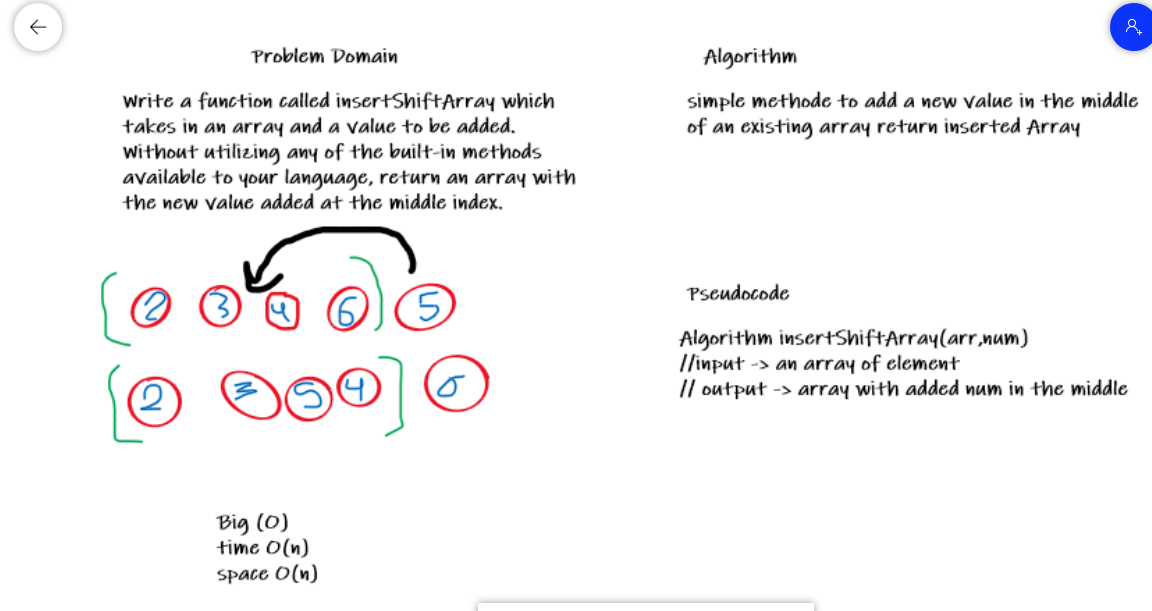 Problem Domain
Write a function called insertShiftArray which
takes in an array and a value to be added.
Without utilizing any of the built-in methods
available to your language, return an array with
the new value added at the middle index.
2 3 4 6 5
2 3 5 4 6
Big (O)
time O(n)
space O(n)
Algorithm
simple methode to add a new value in the middle
of an existing array return inserted Array
Pseudocode
Algorithm insertShiftArray(arr,num)
//input -> an array of element
// output -> array with added num in the middle